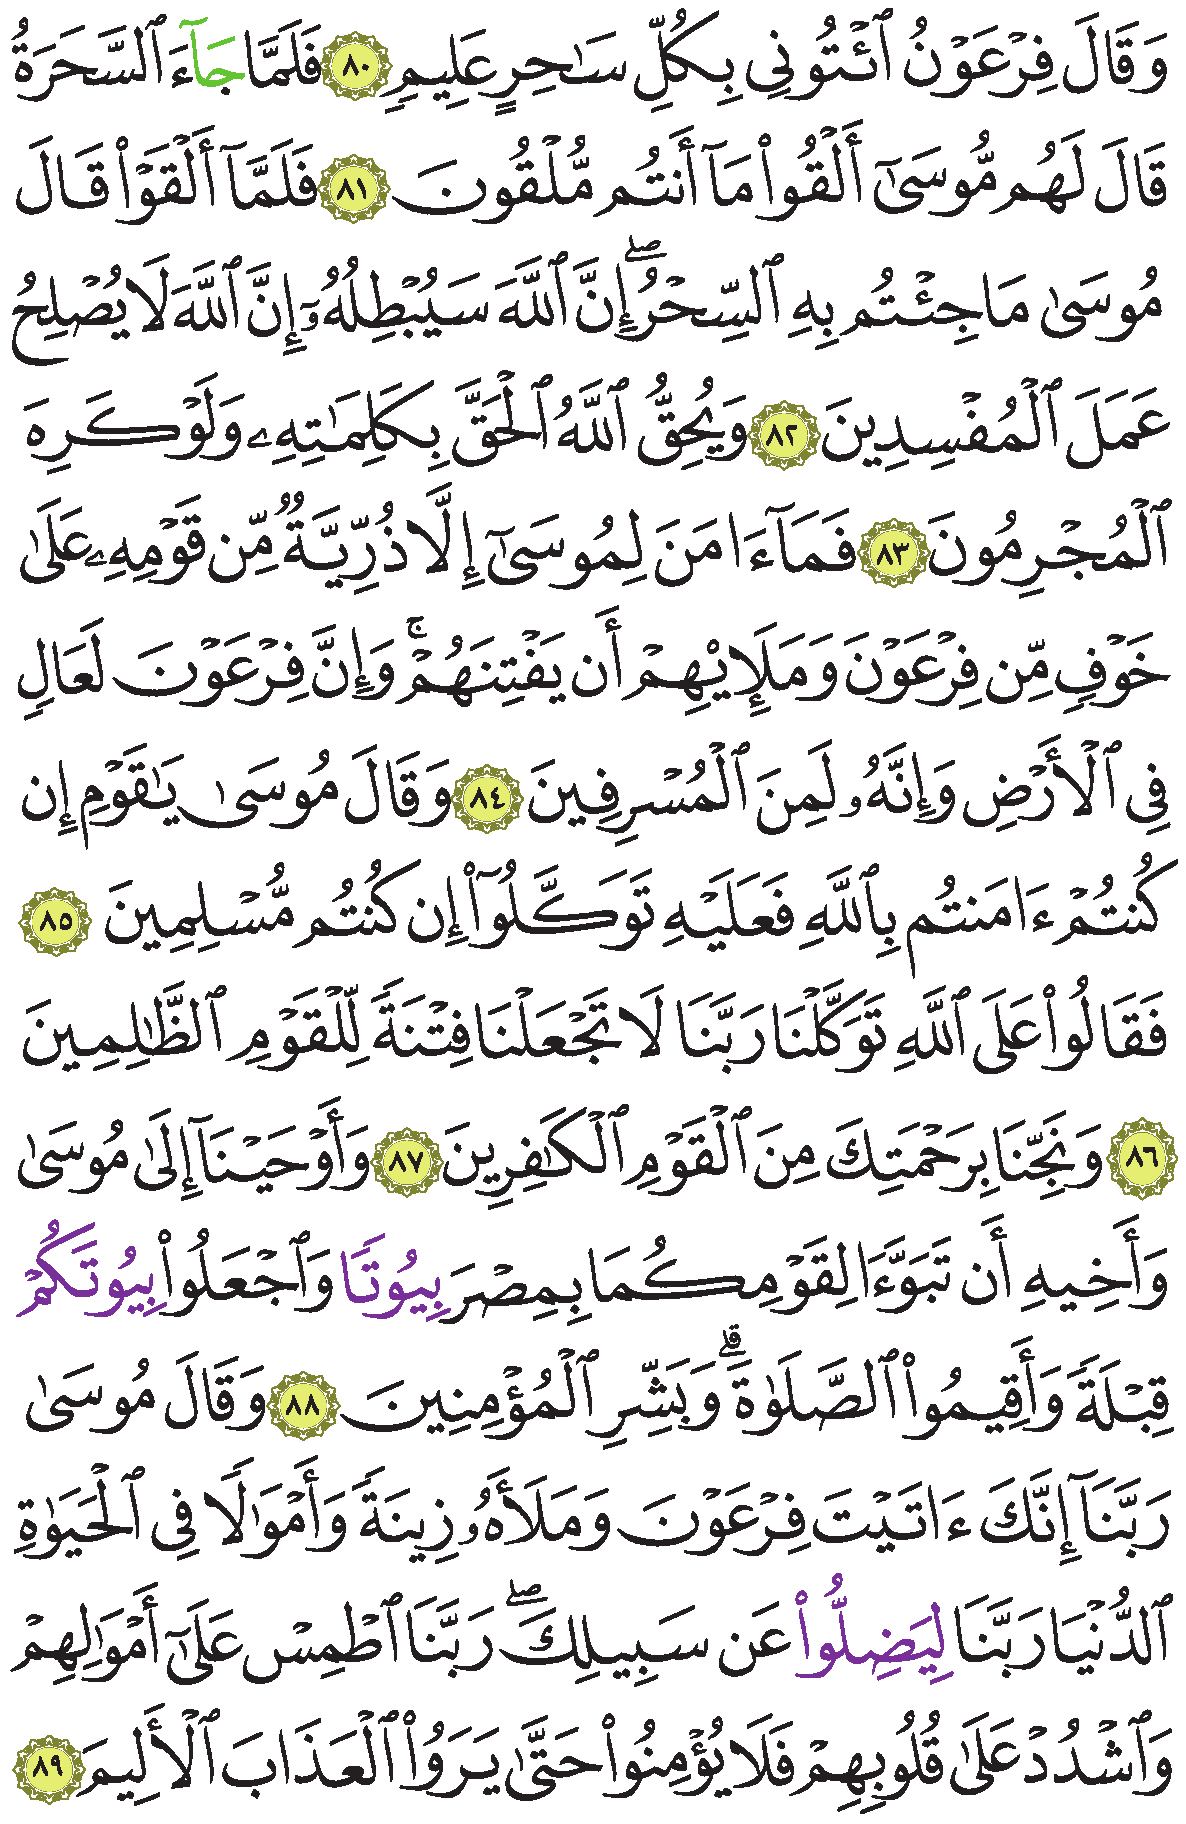 وَقَالَ فِرْعَوْنُ ٱئْتُونِي بِكُلِّ سَٰحِرٍ عَلِيمٍ ٨٠ فَلَمَّا جَآءَ ٱلسَّحَرَةُ
قَالَ لَهُم مُّوسَىٰٓ أَلْقُوا۟ مَآ أَنتُم مُّلْقُونَ ٨١ فَلَمَّآ أَلْقَوْا۟ قَالَ
مُوسَىٰ مَا جِئْتُم بِهِ ٱلسِّحْرُۖ إِنَّ ٱللَّهَ سَيُبْطِلُهُۥٓ إِنَّ ٱللَّهَ لَا يُصْلِحُ
عَمَلَ ٱلْمُفْسِدِينَ ٨٢ وَيُحِقُّ ٱللَّهُ ٱلْحَقَّ بِكَلِمَٰتِهِۦ وَلَوْ كَرِهَ
ٱلْمُجْرِمُونَ ٨٣ فَمَآ ءَامَنَ لِمُوسَىٰٓ إِلَّا ذُرِّيَّةٌ مِّن قَوْمِهِۦ عَلَىٰ
خَوْفٍ مِّن فِرْعَوْنَ وَمَلَإِيْهِمْ أَن يَفْتِنَهُمْۚ وَإِنَّ فِرْعَوْنَ لَعَالٍ
فِي ٱلْأَرْضِ وَإِنَّهُۥ لَمِنَ ٱلْمُسْرِفِينَ ٨٤ وَقَالَ مُوسَىٰ يَٰقَوْمِ إِن
كُنتُمْ ءَامَنتُم بِٱللَّهِ فَعَلَيْهِ تَوَكَّلُوٓا۟ إِن كُنتُم مُّسْلِمِينَ ٨٥
فَقَالُوا۟ عَلَى ٱللَّهِ تَوَكَّلْنَا رَبَّنَا لَا تَجْعَلْنَا فِتْنَةً لِّلْقَوْمِ ٱلظَّٰلِمِينَ
٨٦ وَنَجِّنَا بِرَحْمَتِكَ مِنَ ٱلْقَوْمِ ٱلْكَٰفِرِينَ ٨٧ وَأَوْحَيْنَآ إِلَىٰ مُوسَىٰ
وَأَخِيهِ أَن تَبَوَّءَا لِقَوْمِكُمَا بِمِصْرَ بِيُوتًا وَٱجْعَلُوا۟ بِيُوتَكُمْ
قِبْلَةً وَأَقِيمُوا۟ ٱلصَّلَوٰةَۗ وَبَشِّرِ ٱلْمُؤْمِنِينَ ٨٨ وَقَالَ مُوسَىٰ
رَبَّنَآ إِنَّكَ ءَاتَيْتَ فِرْعَوْنَ وَمَلَأَهُۥ زِينَةً وَأَمْوَٰلًا فِي ٱلْحَيَوٰةِ
ٱلدُّنْيَا رَبَّنَا لِيَضِلُّوا۟ عَن سَبِيلِكَۖ رَبَّنَا ٱطْمِسْ عَلَىٰٓ أَمْوَٰلِهِمْ
وَٱشْدُدْ عَلَىٰ قُلُوبِهِمْ فَلَا يُؤْمِنُوا۟ حَتَّىٰ يَرَوُا۟ ٱلْعَذَابَ ٱلْأَلِيمَ ٨٩